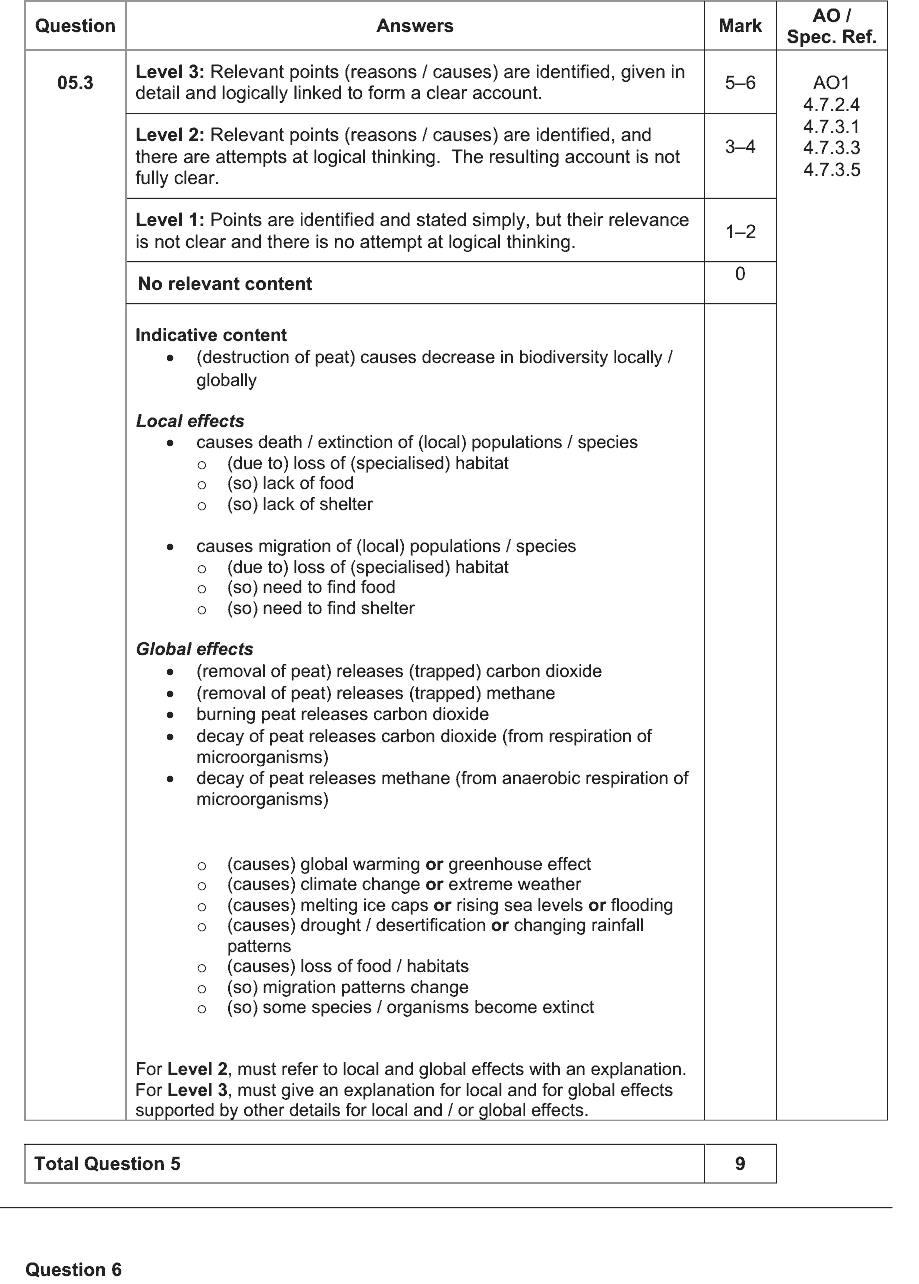 Question
Answers
Mark
AO /
Spec. Ref.
05.3
Level 3: Relevant points (reasons / causes) are identified, given in
detail and logically linked to form a clear account.
5–6
AO1
4.7.2.4
4.7.3.1
4.7.3.3
4.7.3.5
Level 2: Relevant points (reasons / causes) are identified, and
there are attempts at logical thinking. The resulting account is not
fully clear.
3–4
Level 1: Points are identified and stated simply, but their relevance
is not clear and there is no attempt at logical thinking.
1–2
No relevant content
0
Indicative content
• (destruction of peat) causes decrease in biodiversity locally /
globally
Local effects
• causes death / extinction of (local) populations / species
o (due to) loss of (specialised) habitat
o (so) lack of food
o (so) lack of shelter
• causes migration of (local) populations / species
o (due to) loss of (specialised) habitat
o (so) need to find food
o (so) need to find shelter
Global effects
• (removal of peat) releases (trapped) carbon dioxide
• (removal of peat) releases (trapped) methane
• burning peat releases carbon dioxide
• decay of peat releases carbon dioxide (from respiration of
microorganisms)
• decay of peat releases methane (from anaerobic respiration of
microorganisms)
o (causes) global warming or greenhouse effect
o (causes) climate change or extreme weather
o (causes) melting ice caps or rising sea levels or flooding
o (causes) drought / desertification or changing rainfall
patterns
o (causes) loss of food / habitats
o (so) migration patterns change
o (so) some species / organisms become extinct
For Level 2, must refer to local and global effects with an explanation.
For Level 3, must give an explanation for local and for global effects
supported by other details for local and / or global effects.
Total Question 5
9
Question 6